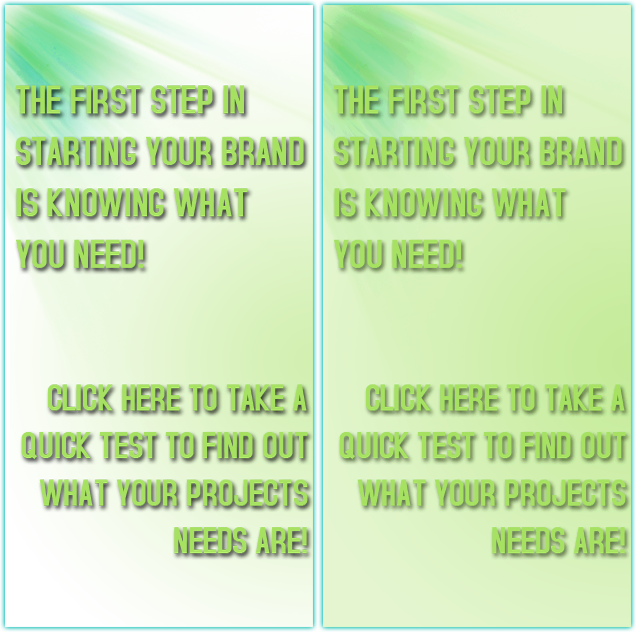 THE FIRST STEP IN
STARTING YOUR BRAND
IS KNOWING WHAT
YOU NEED!
CLICK HERE TO TAKE A
QUICK TEST TO FIND OUT
WHAT YOUR PROJECTS
NEEDS ARE!
THE FIRST STEP IN
STARTING YOUR BRAND
IS KNOWING WHAT
YOU NEED!
CLICK HERE TO TAKE A
QUICK TEST TO FIND OUT
WHAT YOUR PROJECTS
NEEDS ARE!